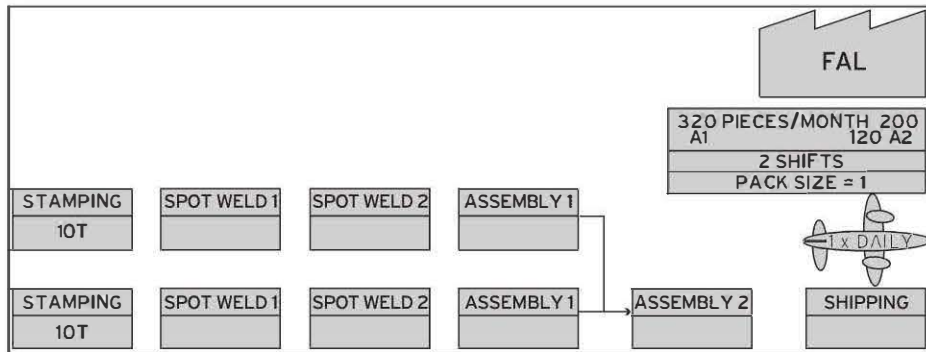 FAL
320 PIECES/MONTH 200
A1 120 A2
2 SHIFTS
PACK SIZE = 1
1 x DAILY
STAMPING
10T
SPOT WELD 1
SPOT WELD 2
ASSEMBLY 1
STAMPING
10T
SPOT WELD 1
SPOT WELD 2
ASSEMBLY 1
ASSEMBLY 2
SHIPPING